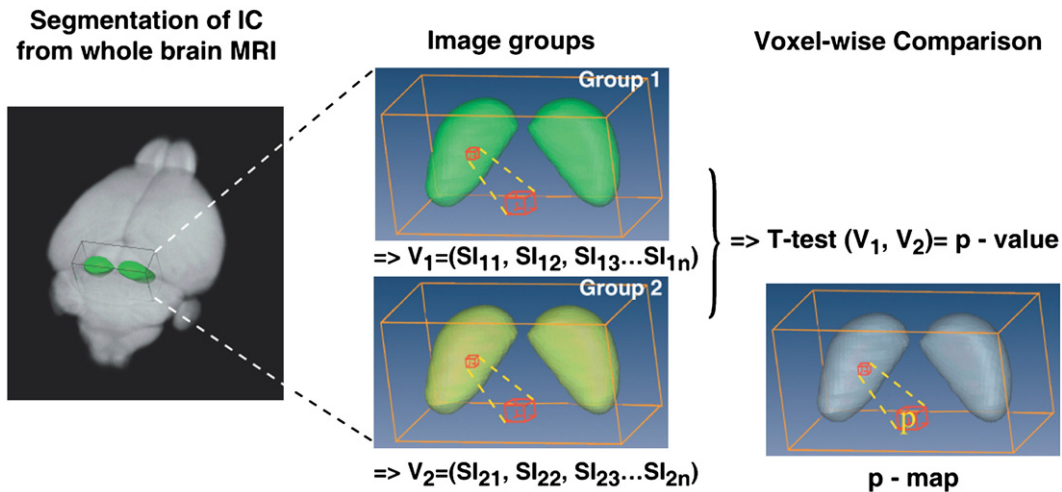 Segmentation of IC
from whole brain MRI
Image groups
Voxel-wise Comparison
Group 1
=> V₁=(SI₁₁, SI₁₂, SI₁₃...SI₁ₙ)
Group 2
=> V₂=(SI₂₁, SI₂₂, SI₂₃...SI₂ₙ)
=> T-test (V₁, V₂)= p - value
p
p - map